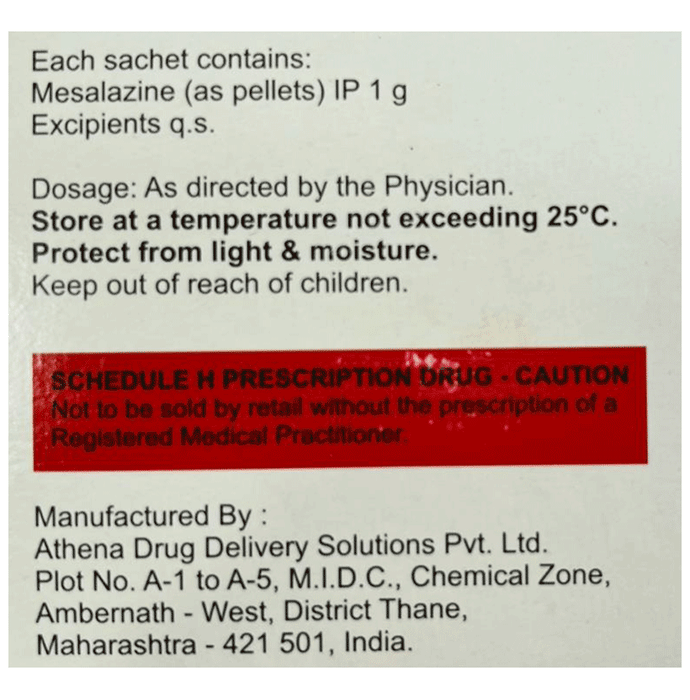 Each sachet contains:
Mesalazine (as pellets) IP 1 g
Excipients q.s.
Dosage: As directed by the Physician.
Store at a temperature not exceeding 25°C.
Protect from light & moisture.
Keep out of reach of children.
SCHEDULE H PRESCRIPTION DRUG - CAUTION
Not to be sold by retail without the prescription of a
Registered Medical Practitioner.
Manufactured By :
Athena Drug Delivery Solutions Pvt. Ltd.
Plot No. A-1 to A-5, M.I.D.C., Chemical Zone,
Ambernath - West, District Thane,
Maharashtra - 421 501, India.